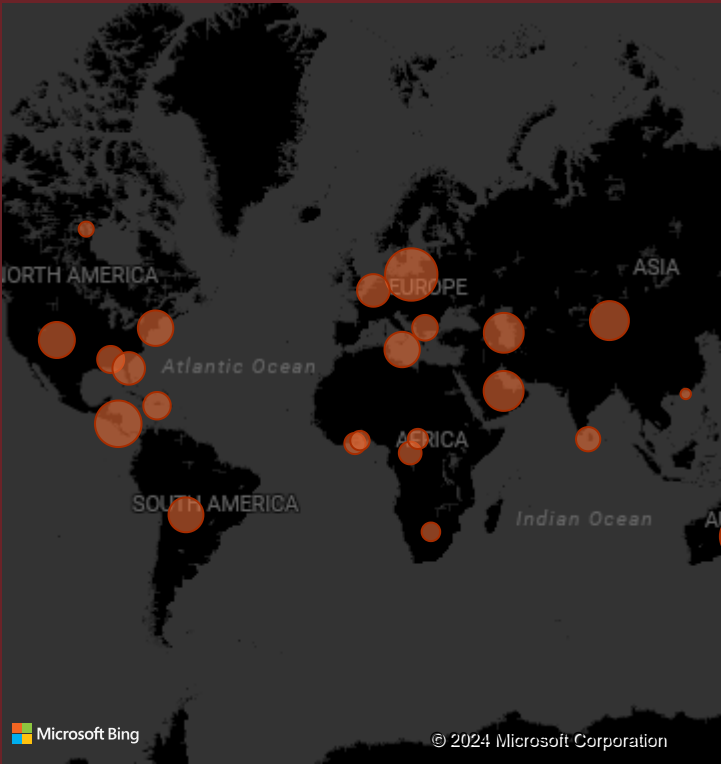 ASIA
NORTH AMERICA
EUROPE
Atlantic Ocean
AFRICA
SOUTH AMERICA
Indian Ocean
Microsoft Bing
© 2024 Microsoft Corporation